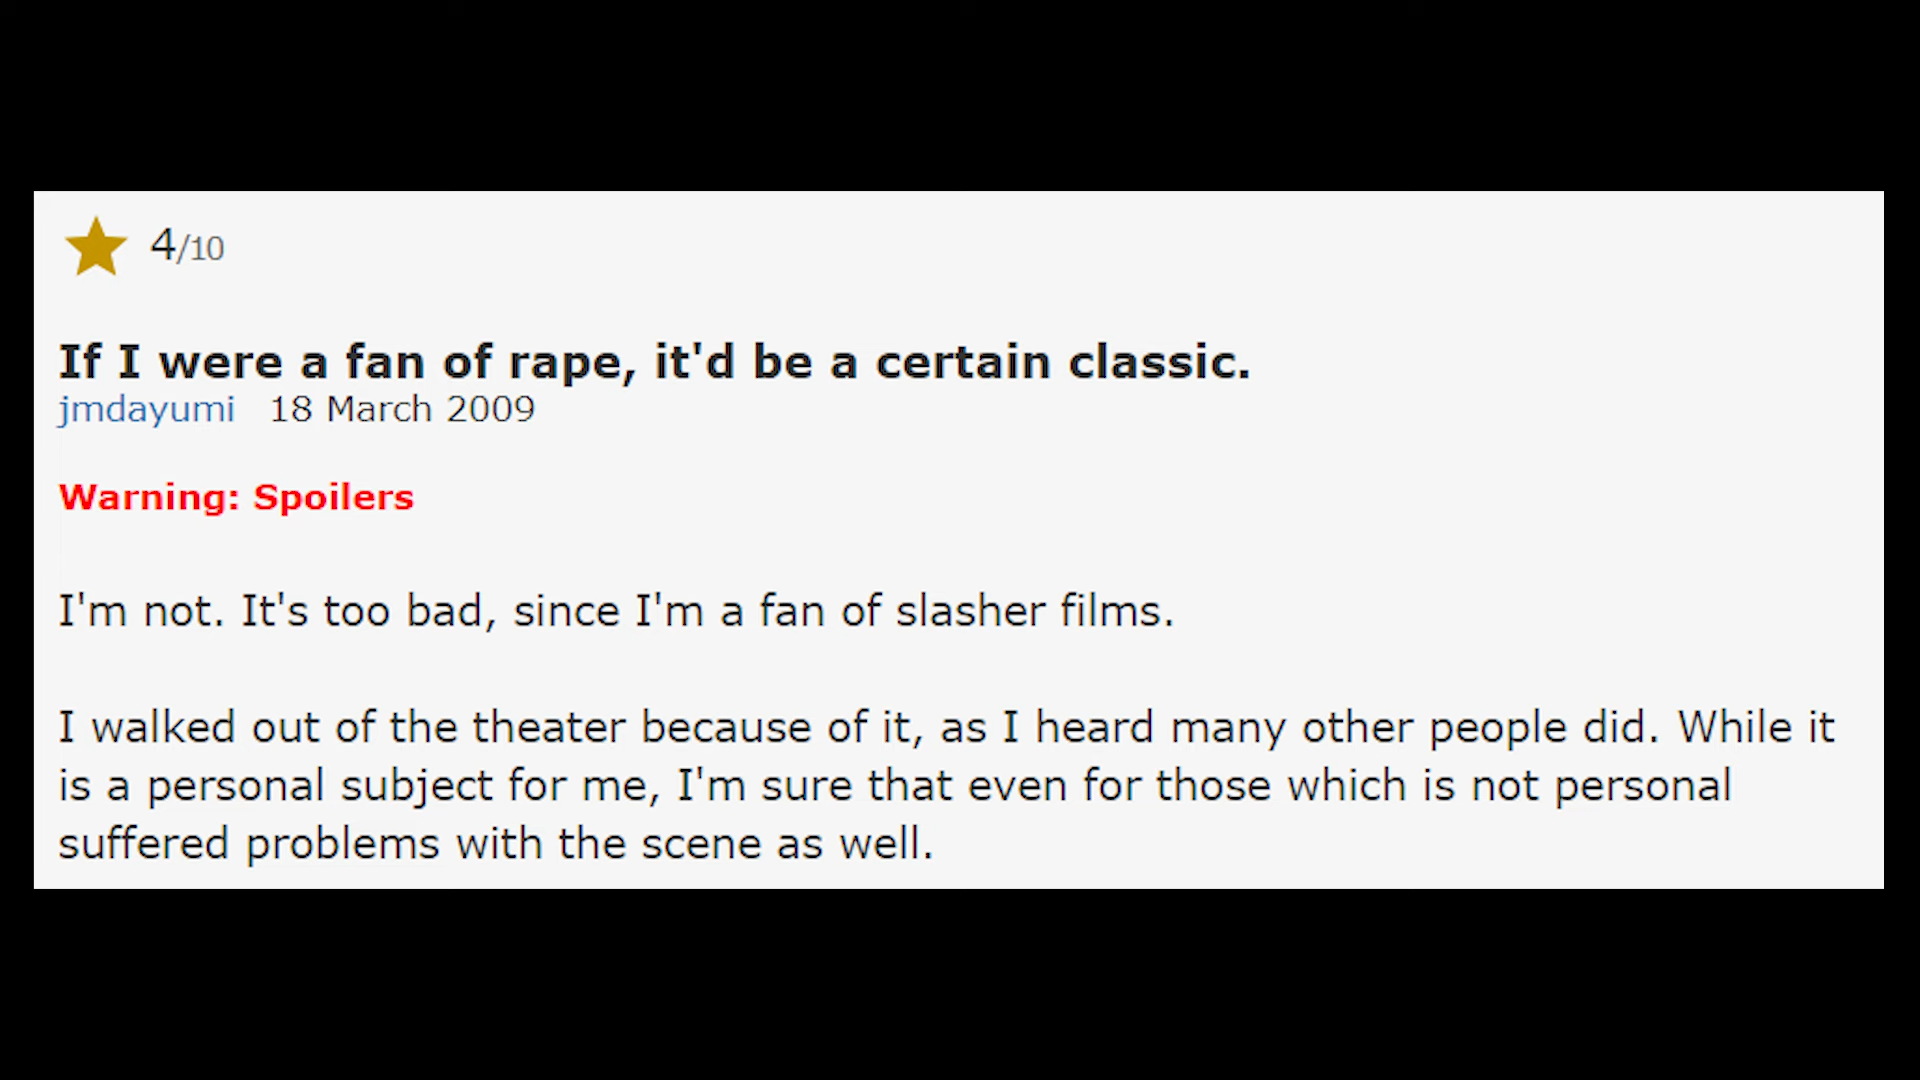 4/10
If I were a fan of rape, it'd be a certain classic.
jmdayumi 18 March 2009
Warning: Spoilers
I'm not. It's too bad, since I'm a fan of slasher films.
I walked out of the theater because of it, as I heard many other people did. While it
is a personal subject for me, I'm sure that even for those which is not personal
suffered problems with the scene as well.